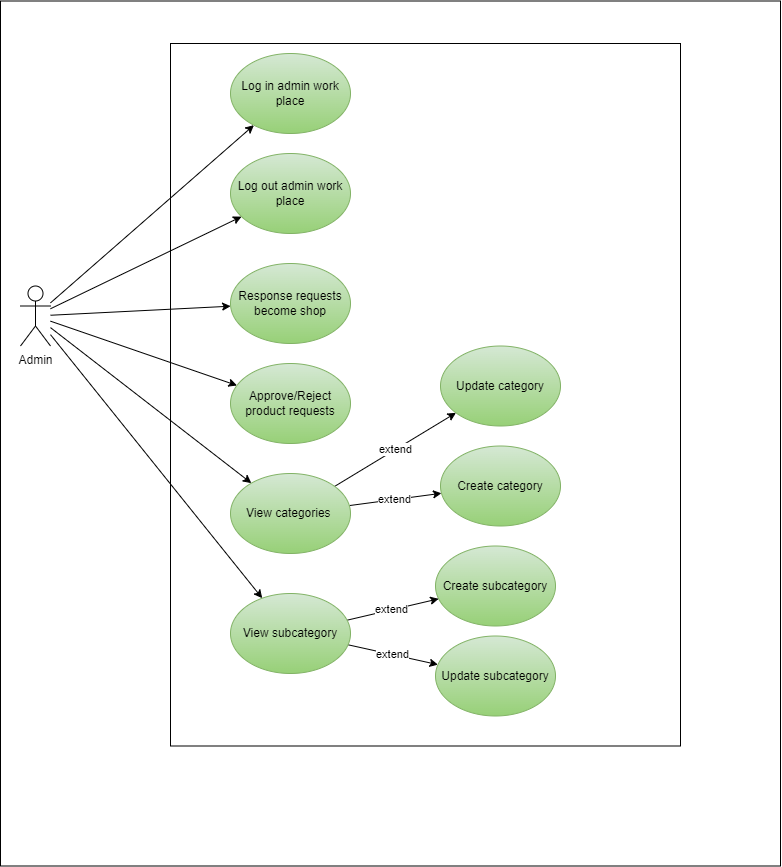 Log in admin work
place
Log out admin work
place
Response requests
become shop
Admin
Approve/Reject
product requests
Update category
extend
View categories
extend
Create category
Create subcategory
extend
View subcategory
extend
Update subcategory